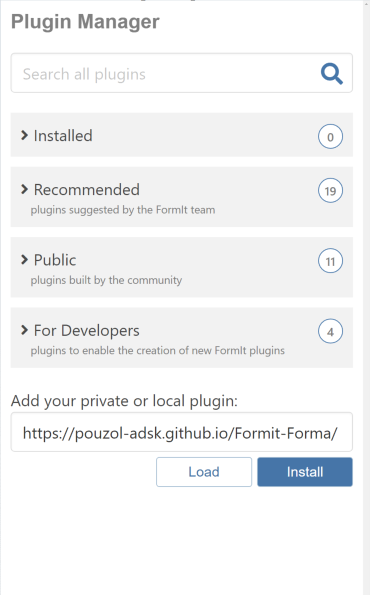 Plugin Manager
Search all plugins
Installed
0
Recommended
19
plugins suggested by the FormIt team
Public
11
plugins built by the community
For Developers
4
plugins to enable the creation of new FormIt plugins
Add your private or local plugin:
https://pouzol-adsk.github.io/Formit-Forma/
Load
Install